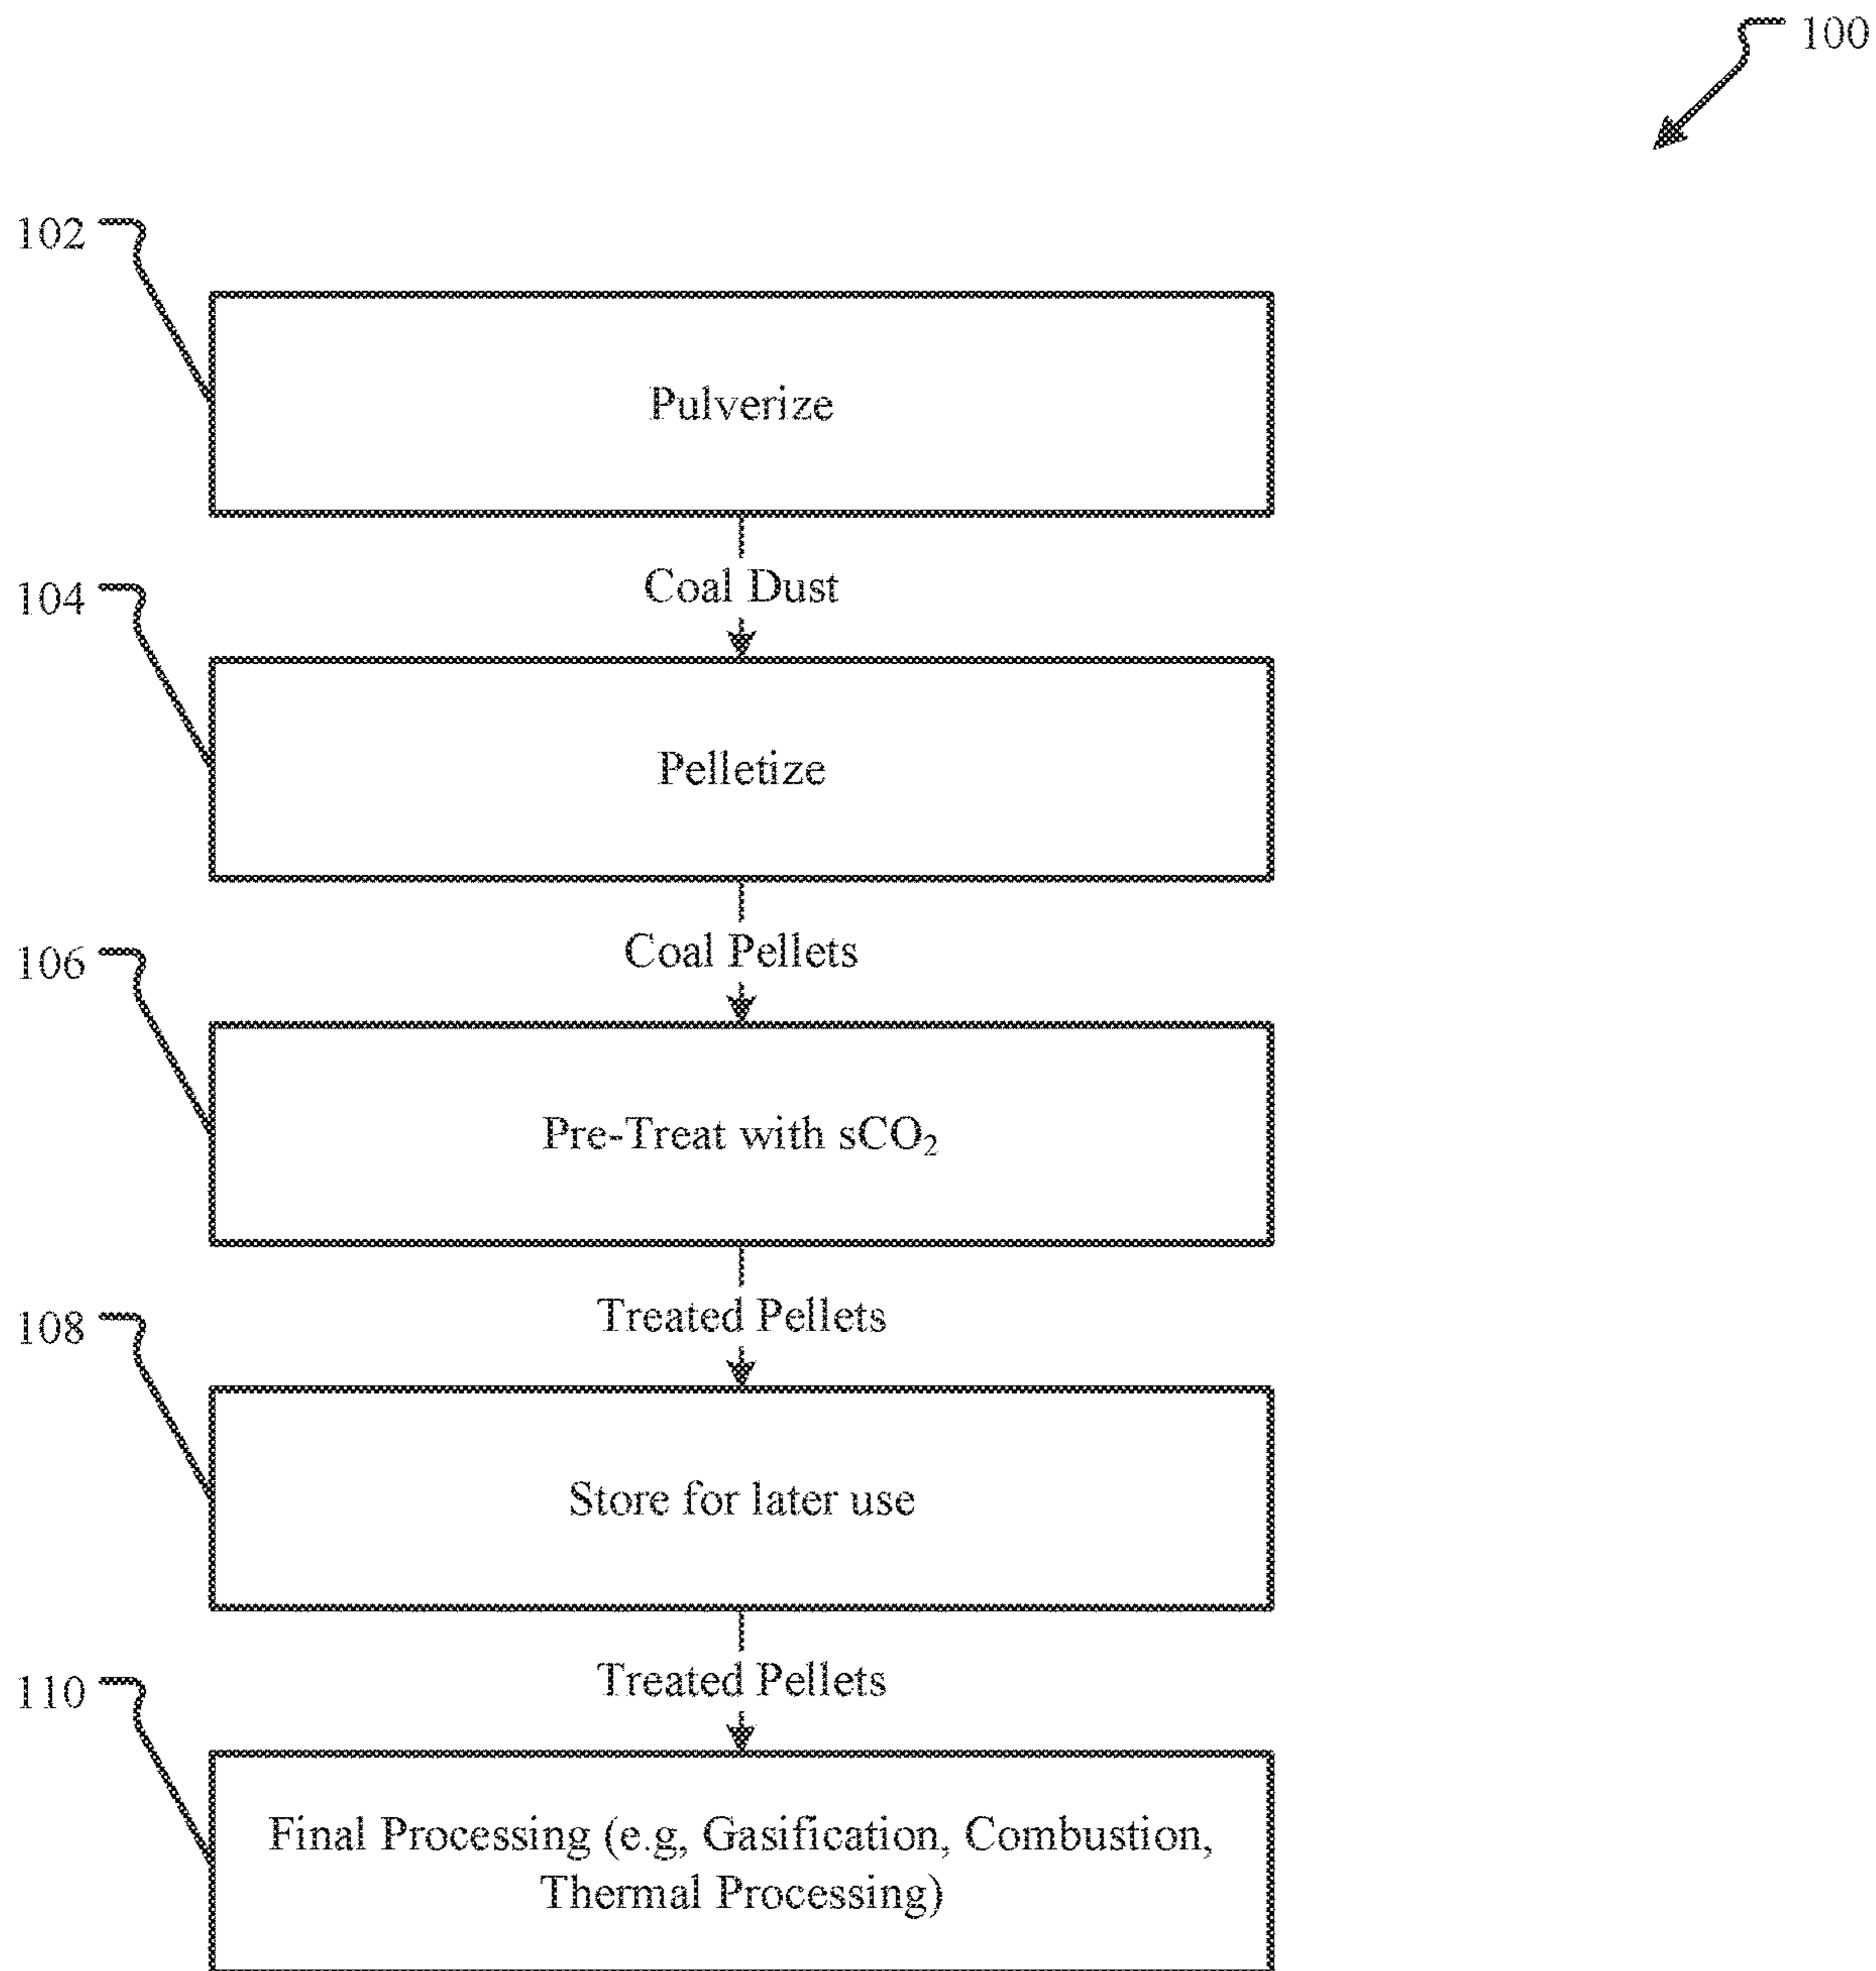 100
102
Pulverize
Coal Dust
104
Pelletize
Coal Pellets
106
Pre-Treat with sCO₂
Treated Pellets
108
Store for later use
Treated Pellets
110
Final Processing (e.g, Gasification, Combustion,
Thermal Processing)